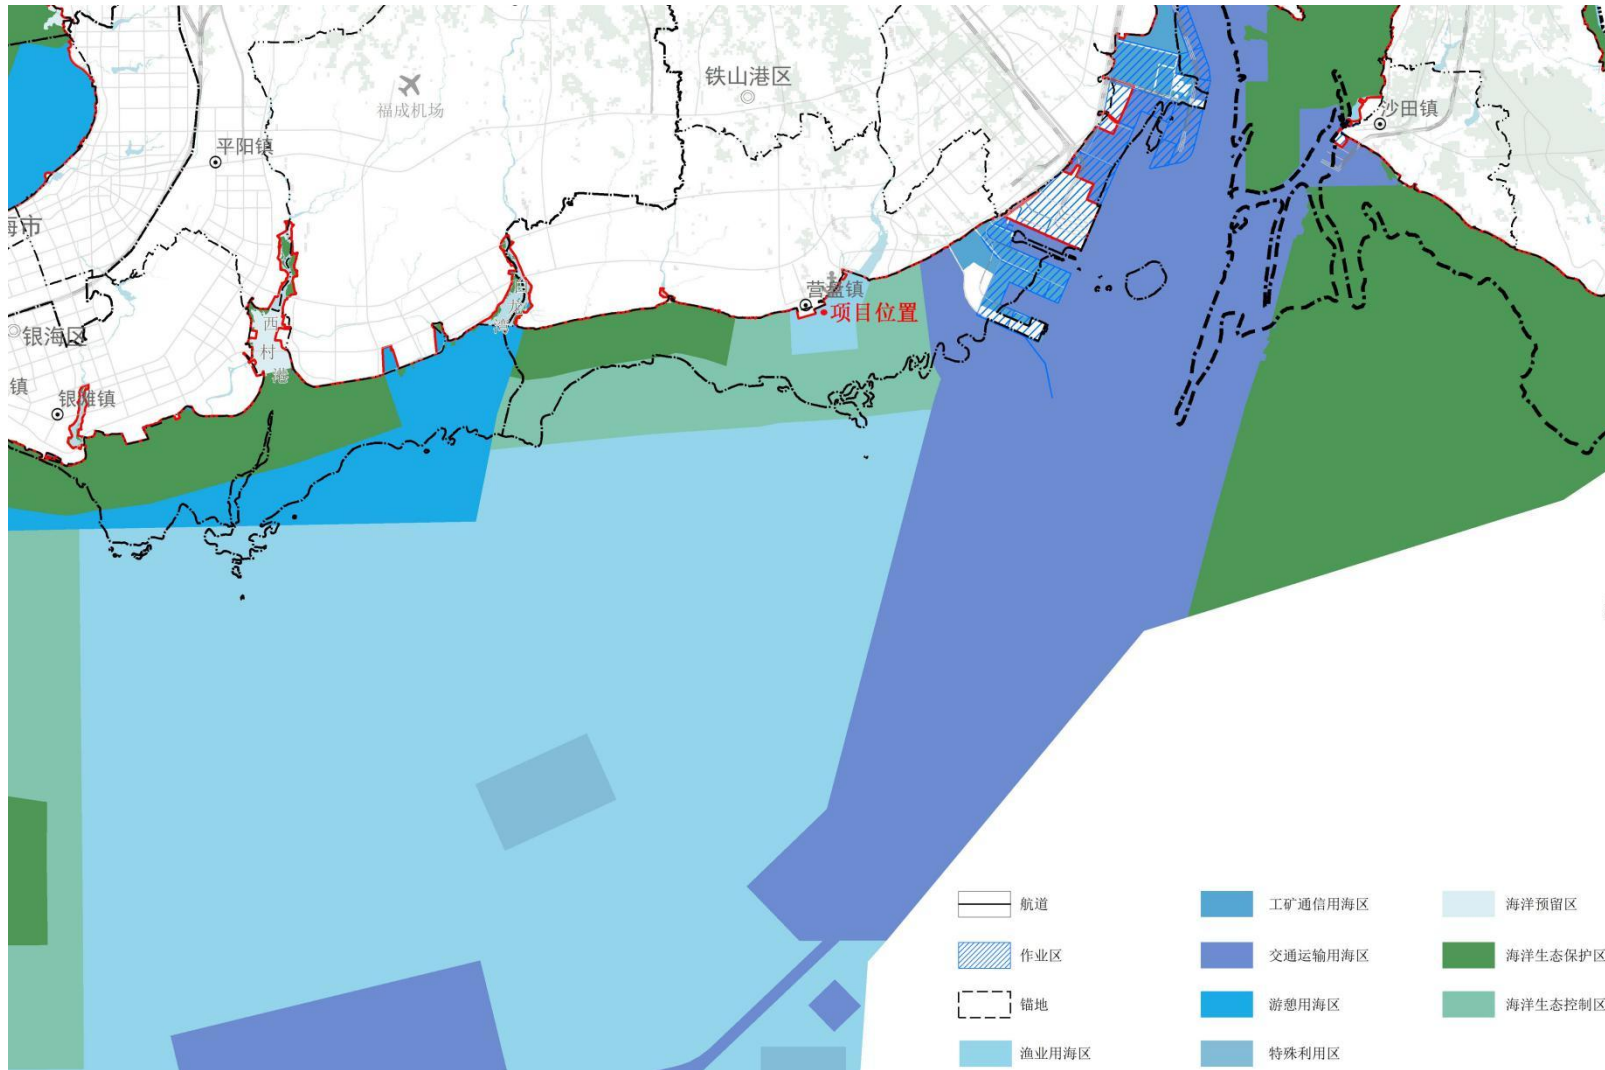 铁山港区
福成机场
沙田镇
平阳镇
海市
营盘镇
项目位置
银海区
西
村
港
镇
银滩镇
航道
工矿通信用海区
海洋预留区
作业区
交通运输用海区
海洋生态保护区
锚地
游憩用海区
海洋生态控制区
渔业用海区
特殊利用区